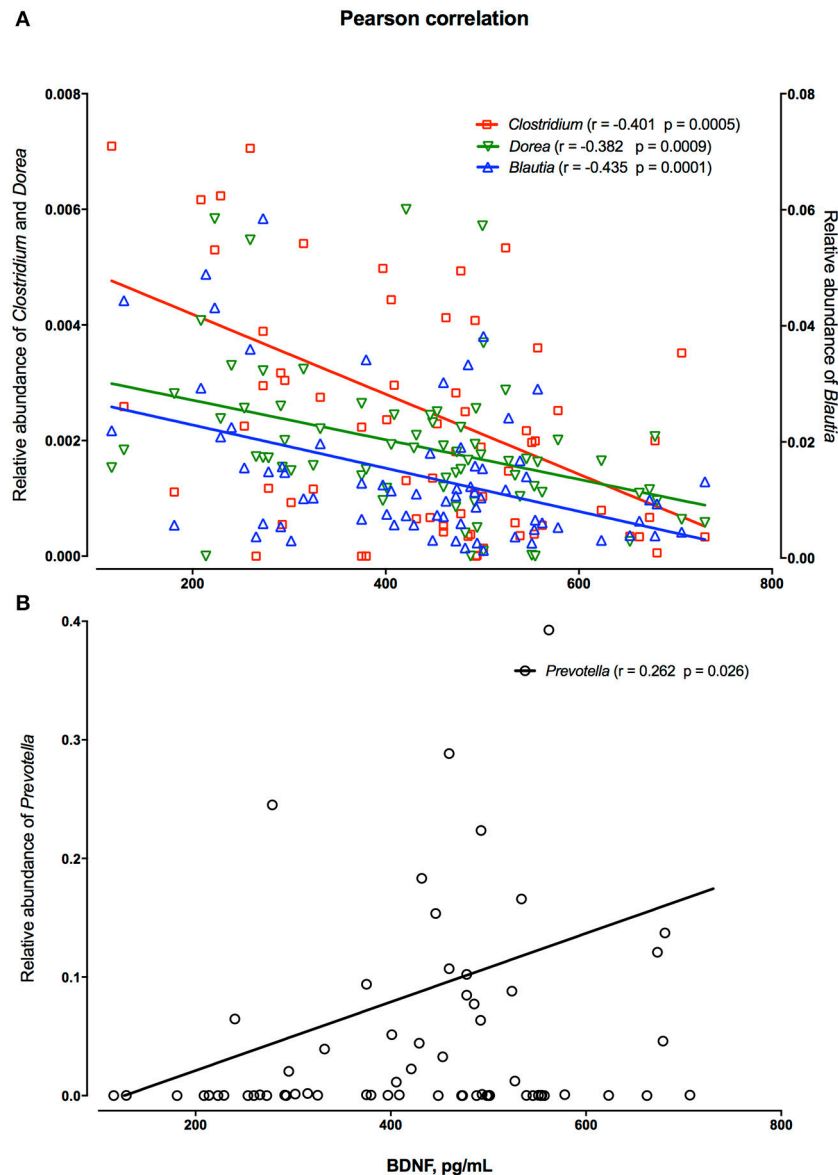 Pearson correlation
A
Relative abundance of Clostridium and Dorea
0.008
0.006
0.004
0.002
0.000
Clostridium (r = -0.401 p = 0.0005)
Dorea (r = -0.382 p = 0.0009)
Blautia (r = -0.435 p = 0.0001)
0.08
0.06
0.04
0.02
0.00
Relative abundance of Blautia
200 400 600 800
B
Relative abundance of Prevotella
0.4
0.3
0.2
0.1
0.0
Prevotella (r = 0.262 p = 0.026)
200 400 600 800
BDNF, pg/mL